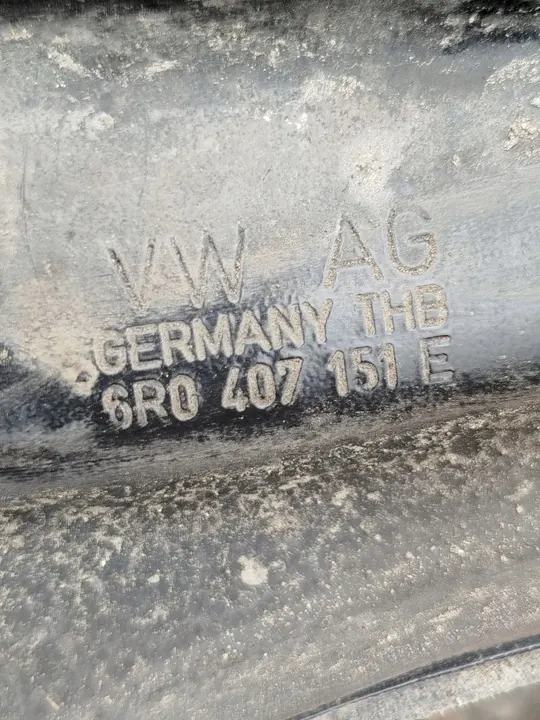 VW AG
GERMANY THB
6R0 407 151 E